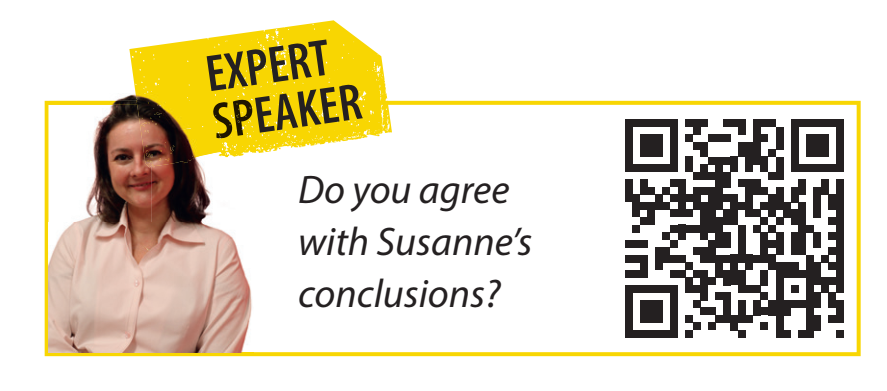 EXPERT
SPEAKER
Do you agree
with Susanne's
conclusions?